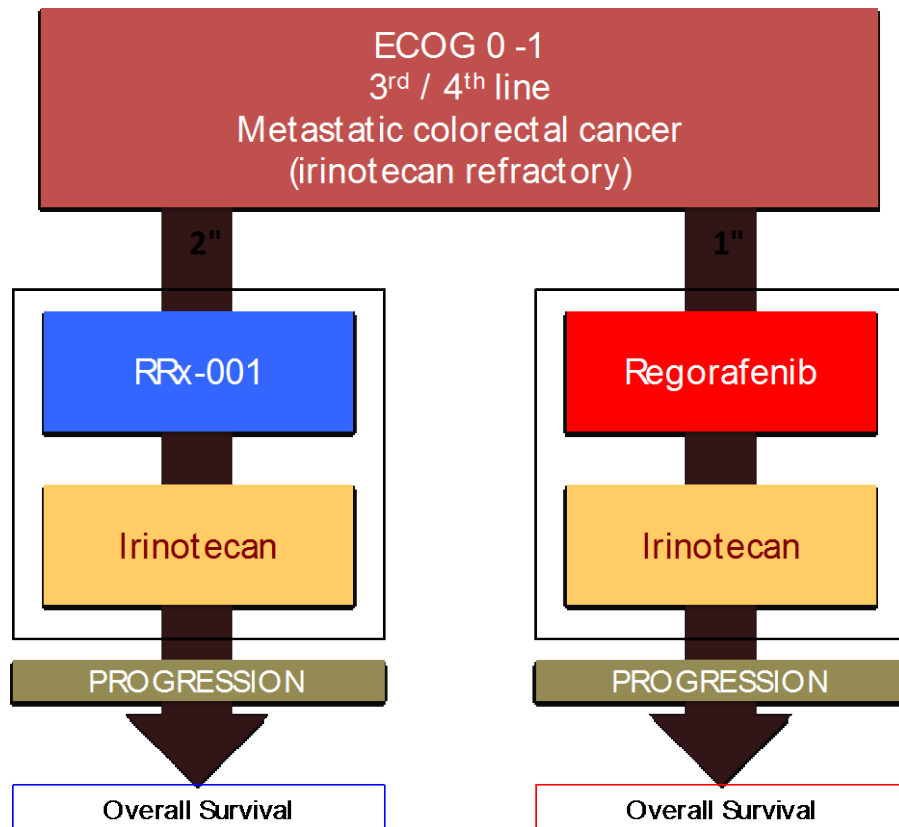 ECOG 0 -1
3rd / 4th line
Metastatic colorectal cancer
(irinotecan refractory)
2"
1"
RRx-001
Regorafenib
Irinotecan
Irinotecan
PROGRESSION
PROGRESSION
Overall Survival
Overall Survival